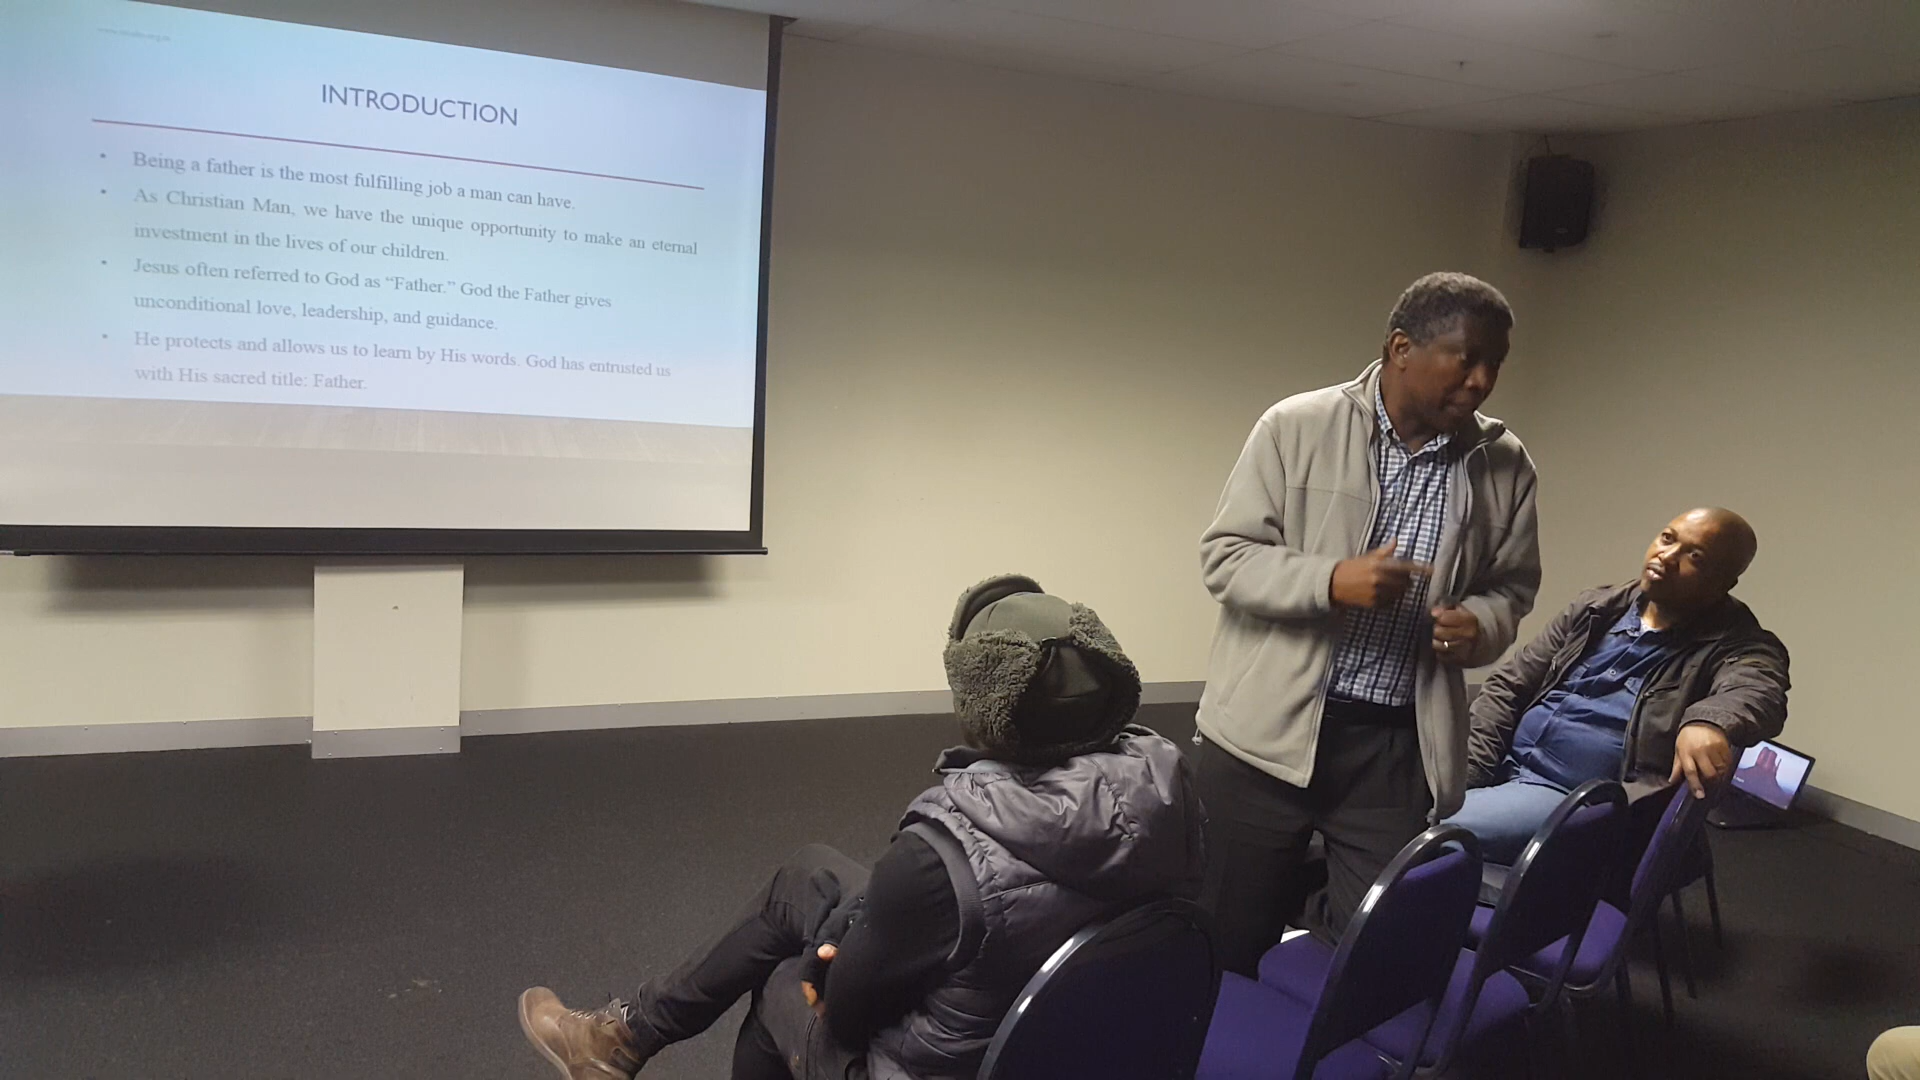 INTRODUCTION
• Being a father is the most fulfilling job a man can have.
• As Christian Man, we have the unique opportunity to make an eternal
investment in the lives of our children.
• Jesus often referred to God as “Father.” God the Father gives
unconditional love, leadership, and guidance.
• He protects and allows us to learn by His words. God has entrusted us
with His sacred title: Father.